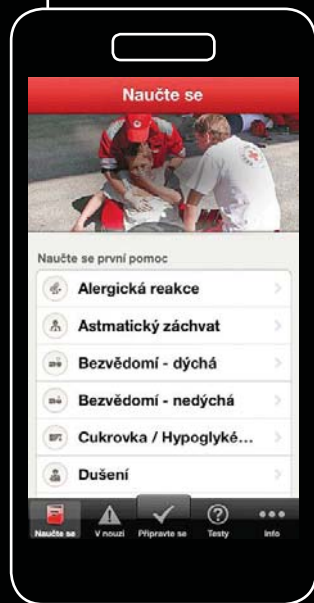 Naučte se
Naučte se první pomoc
Alergická reakce
Astmatický záchvat
Bezvědomí - dýchá
Bezvědomí - nedýchá
Cukrovka / Hypoglyké...
Dušení
Naučte se V nouzi Připravte se Testy Info